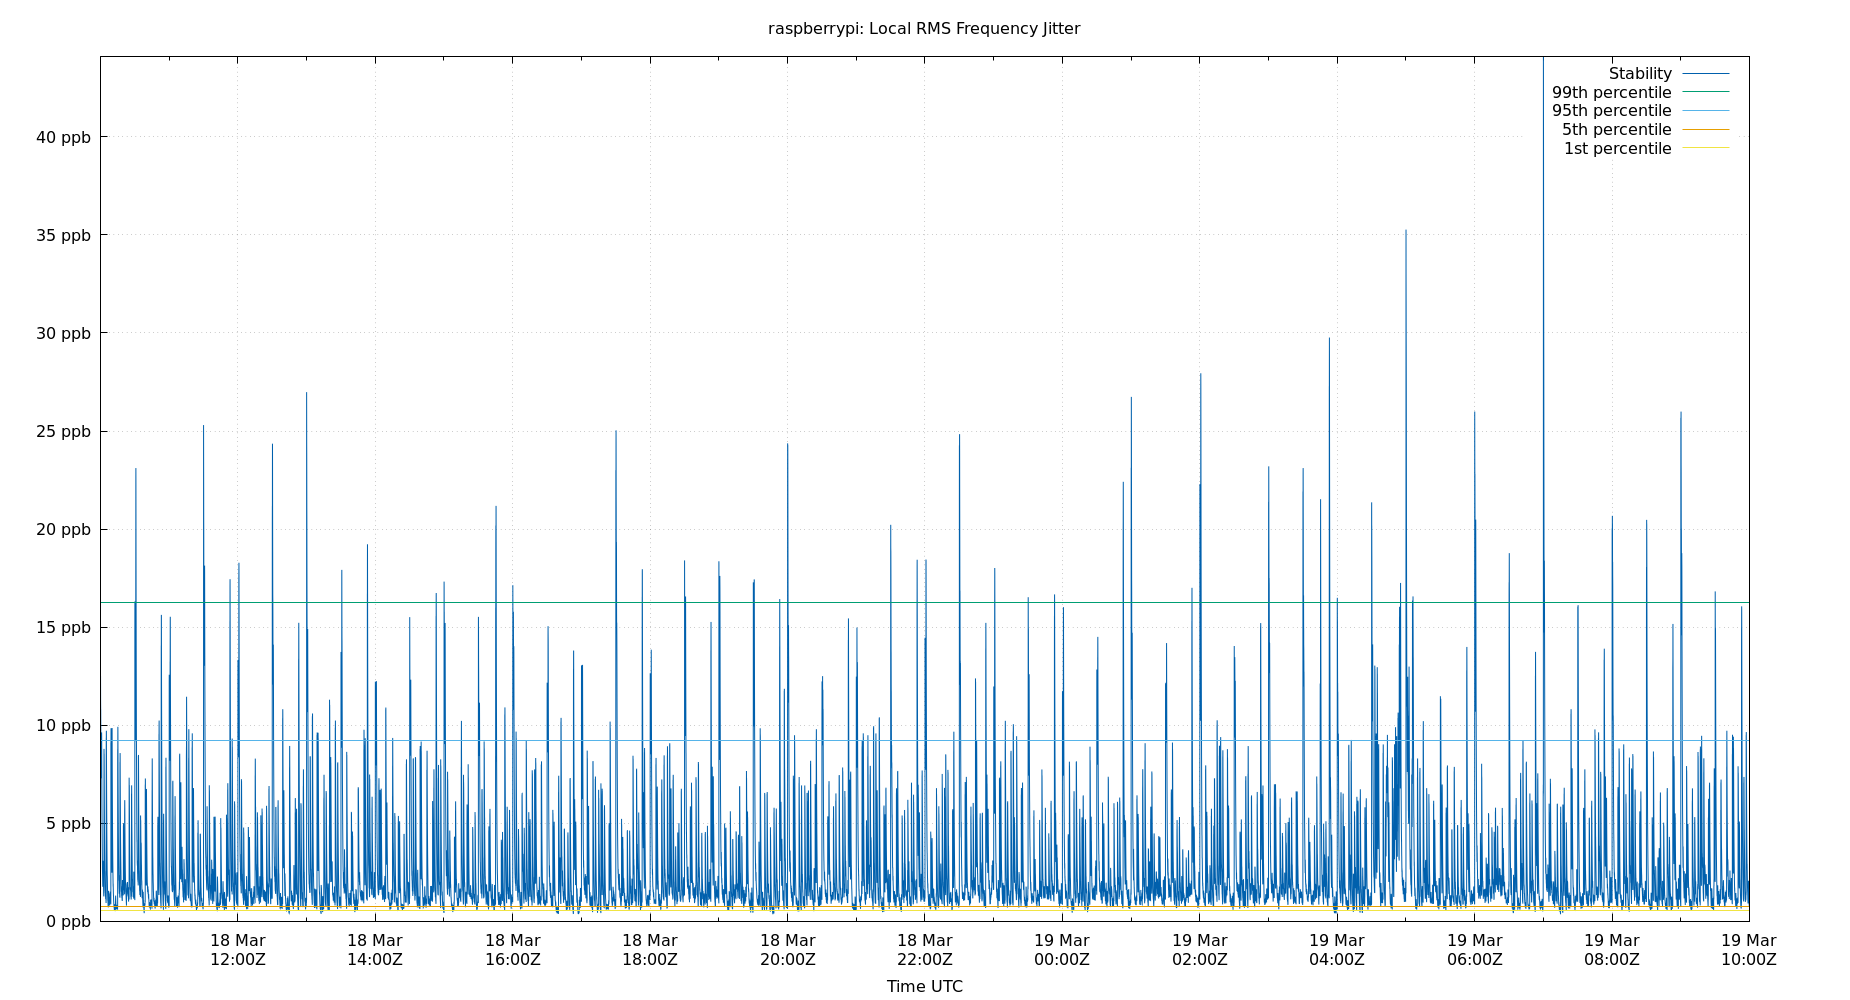 raspberrypi: Local RMS Frequency Jitter
Stability
99th percentile
95th percentile
5th percentile
1st percentile
40 ppb
35 ppb
30 ppb
25 ppb
20 ppb
15 ppb
10 ppb
5 ppb
0 ppb
18 Mar 18 Mar 18 Mar 18 Mar 18 Mar 18 Mar 19 Mar 19 Mar 19 Mar 19 Mar 19 Mar 19 Mar
12:00Z 14:00Z 16:00Z 18:00Z 20:00Z 22:00Z 00:00Z 02:00Z 04:00Z 06:00Z 08:00Z 10:00Z
Time UTC